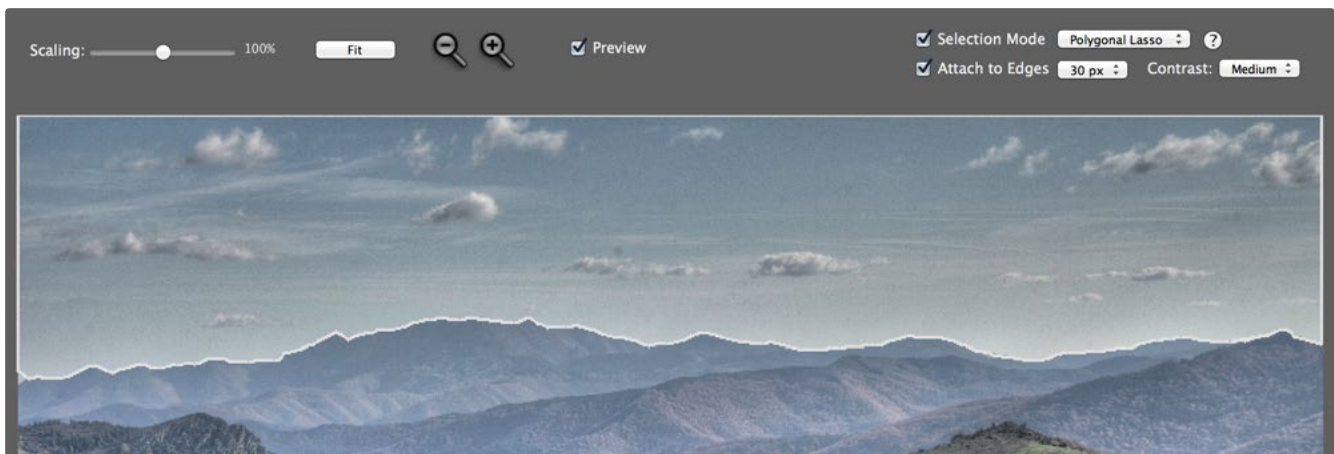 Scaling: 100% Fit Preview
Selection Mode Polygonal Lasso ?
Attach to Edges 30 px Contrast: Medium